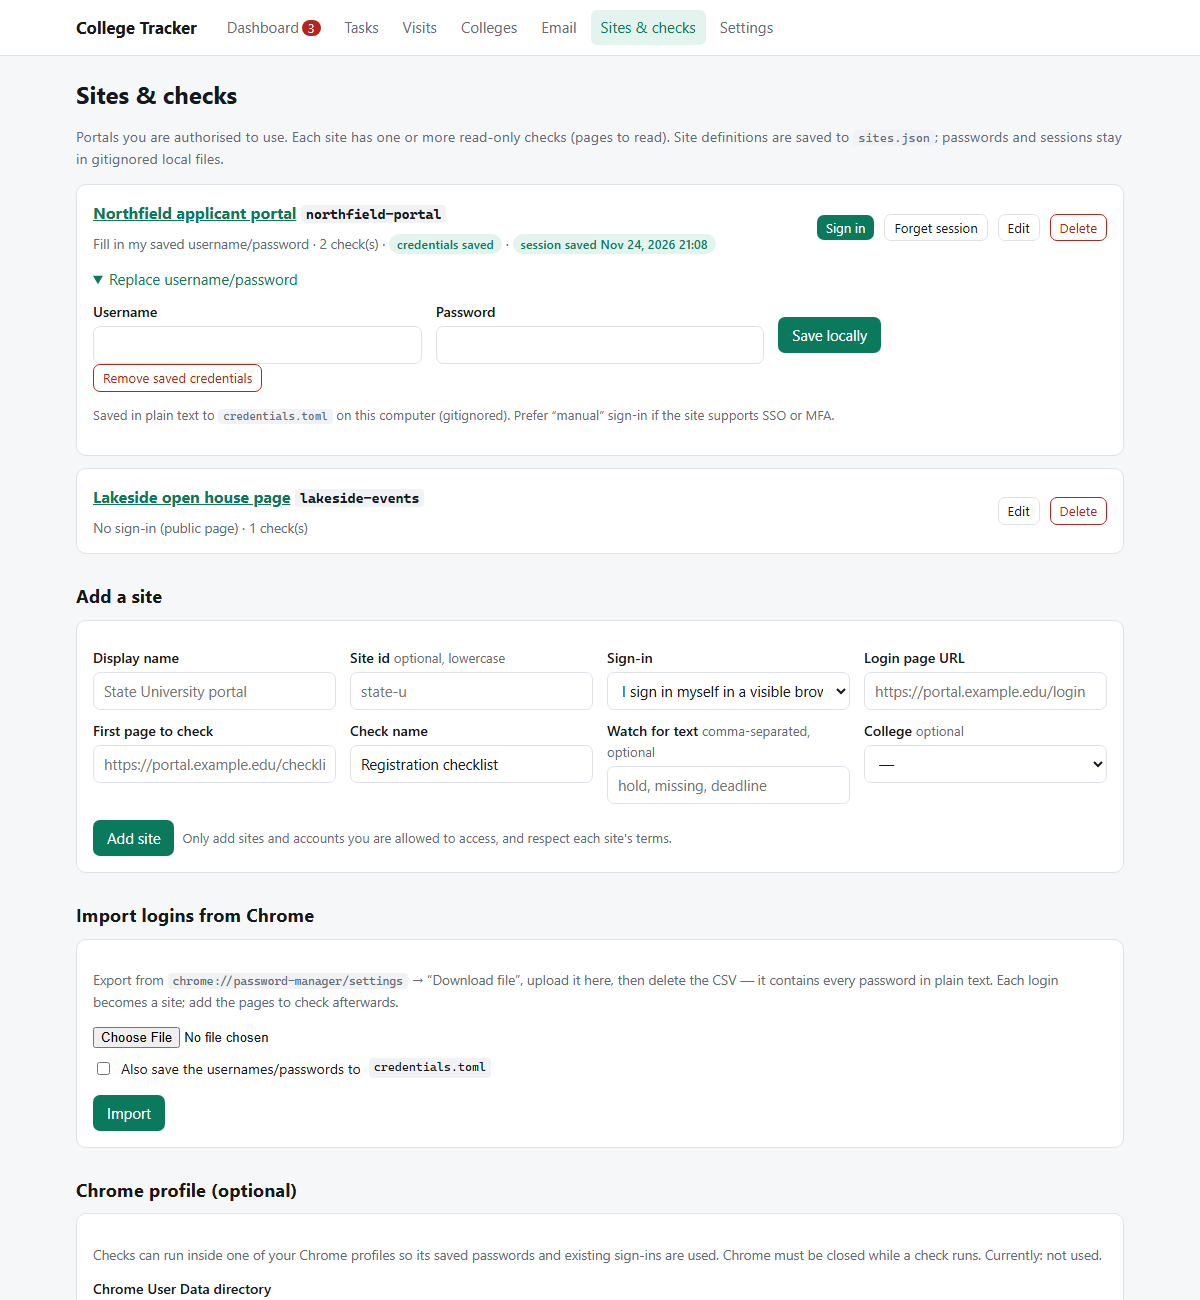 College Tracker Dashboard 3 Tasks Visits Colleges Email Sites & checks Settings
Sites & checks
Portals you are authorised to use. Each site has one or more read-only checks (pages to read). Site definitions are saved to sites.json; passwords and sessions stay
in gitignored local files.
Northfield applicant portal northfield-portal
Sign in Forget session Edit Delete
Fill in my saved username/password · 2 check(s) · credentials saved · session saved Nov 24, 2026 21:08
▼ Replace username/password
Username Password
Save locally
Remove saved credentials
Saved in plain text to credentials.toml on this computer (gitignored). Prefer “manual” sign-in if the site supports SSO or MFA.
Lakeside open house page lakeside-events
Edit Delete
No sign-in (public page) · 1 check(s)
Add a site
Display name Site id optional, lowercase Sign-in Login page URL
State University portal state-u I sign in myself in a visible brow https://portal.example.edu/login
First page to check Check name Watch for text comma-separated, College optional
optional
https://portal.example.edu/checkli Registration checklist —
hold, missing, deadline
Add site Only add sites and accounts you are allowed to access, and respect each site's terms.
Import logins from Chrome
Export from chrome://password-manager/settings → “Download file”, upload it here, then delete the CSV — it contains every password in plain text. Each login
becomes a site; add the pages to check afterwards.
Choose File No file chosen
Also save the usernames/passwords to credentials.toml
Import
Chrome profile (optional)
Checks can run inside one of your Chrome profiles so its saved passwords and existing sign-ins are used. Chrome must be closed while a check runs. Currently: not used.
Chrome User Data directory